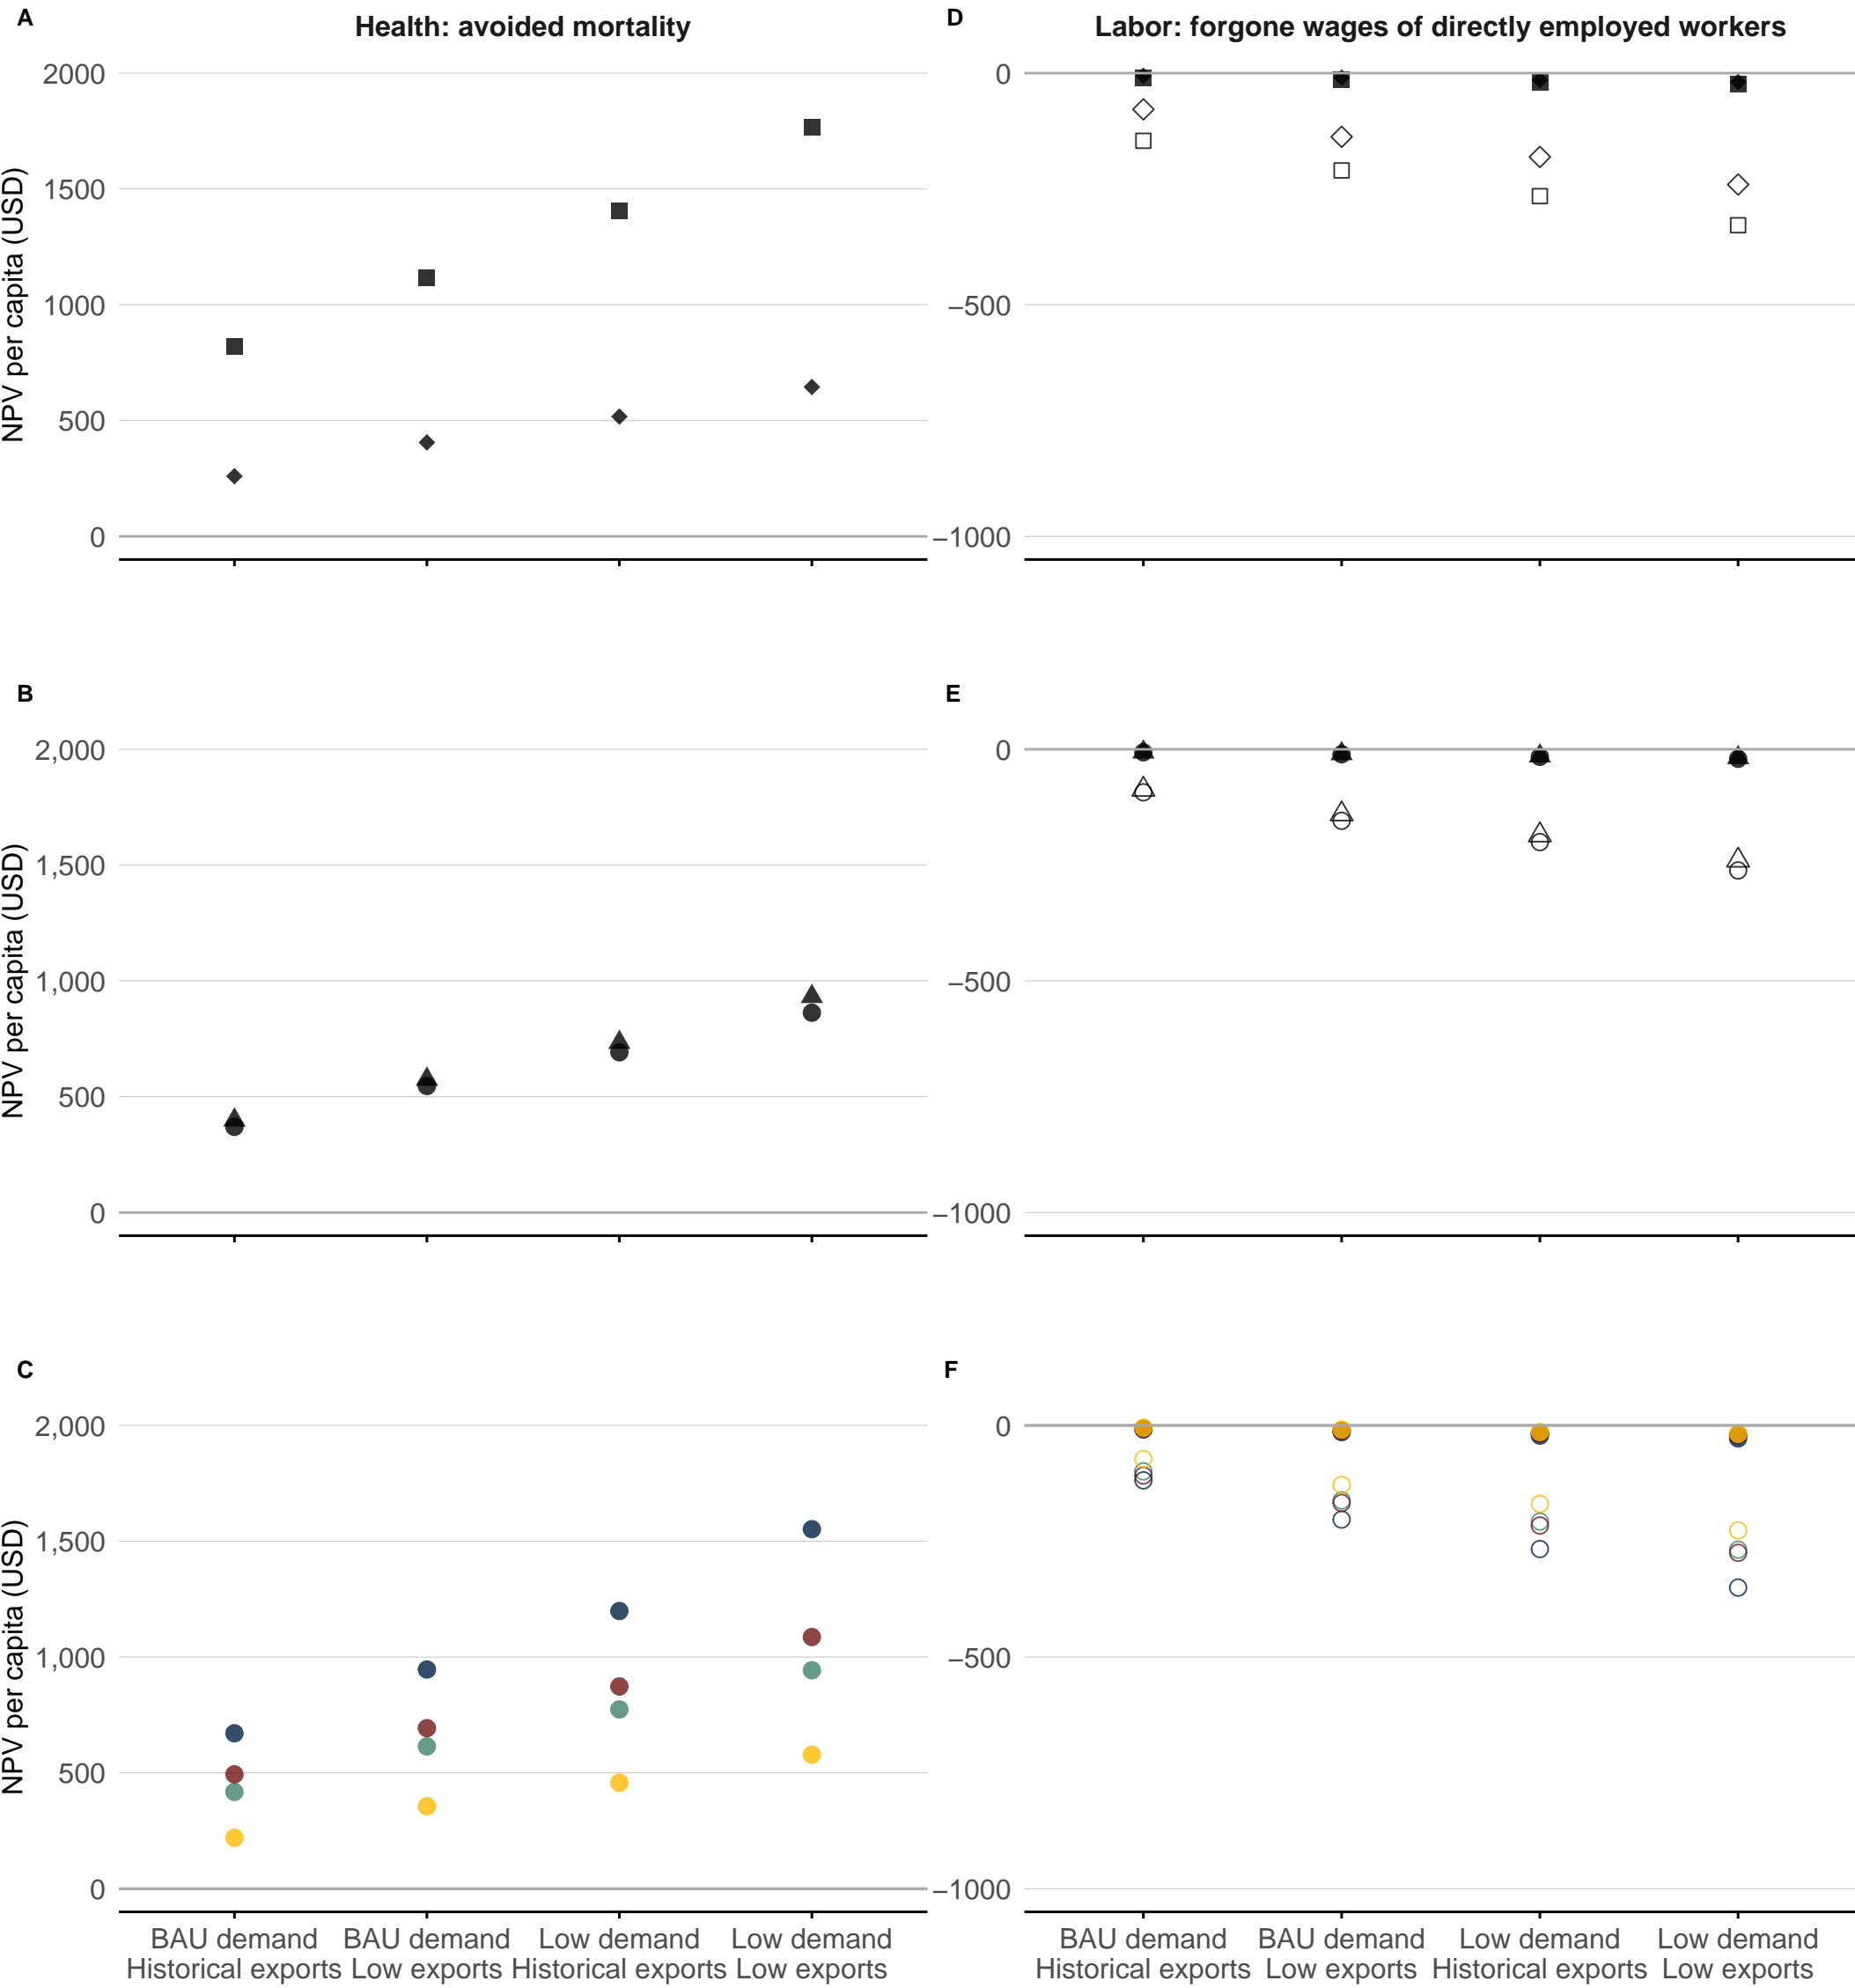 A
Health: avoided mortality
NPV per capita (USD)
2000
1500
1000
500
0
D
Labor: forgone wages of directly employed workers
0
–500
–1000
B
NPV per capita (USD)
2,000
1,500
1,000
500
0
E
0
–500
–1000
C
NPV per capita (USD)
2,000
1,500
1,000
500
0
BAU demand
Historical exports
BAU demand
Low exports
Low demand
Historical exports
Low demand
Low exports
F
0
–500
–1000
BAU demand
Historical exports
BAU demand
Low exports
Low demand
Historical exports
Low demand
Low exports